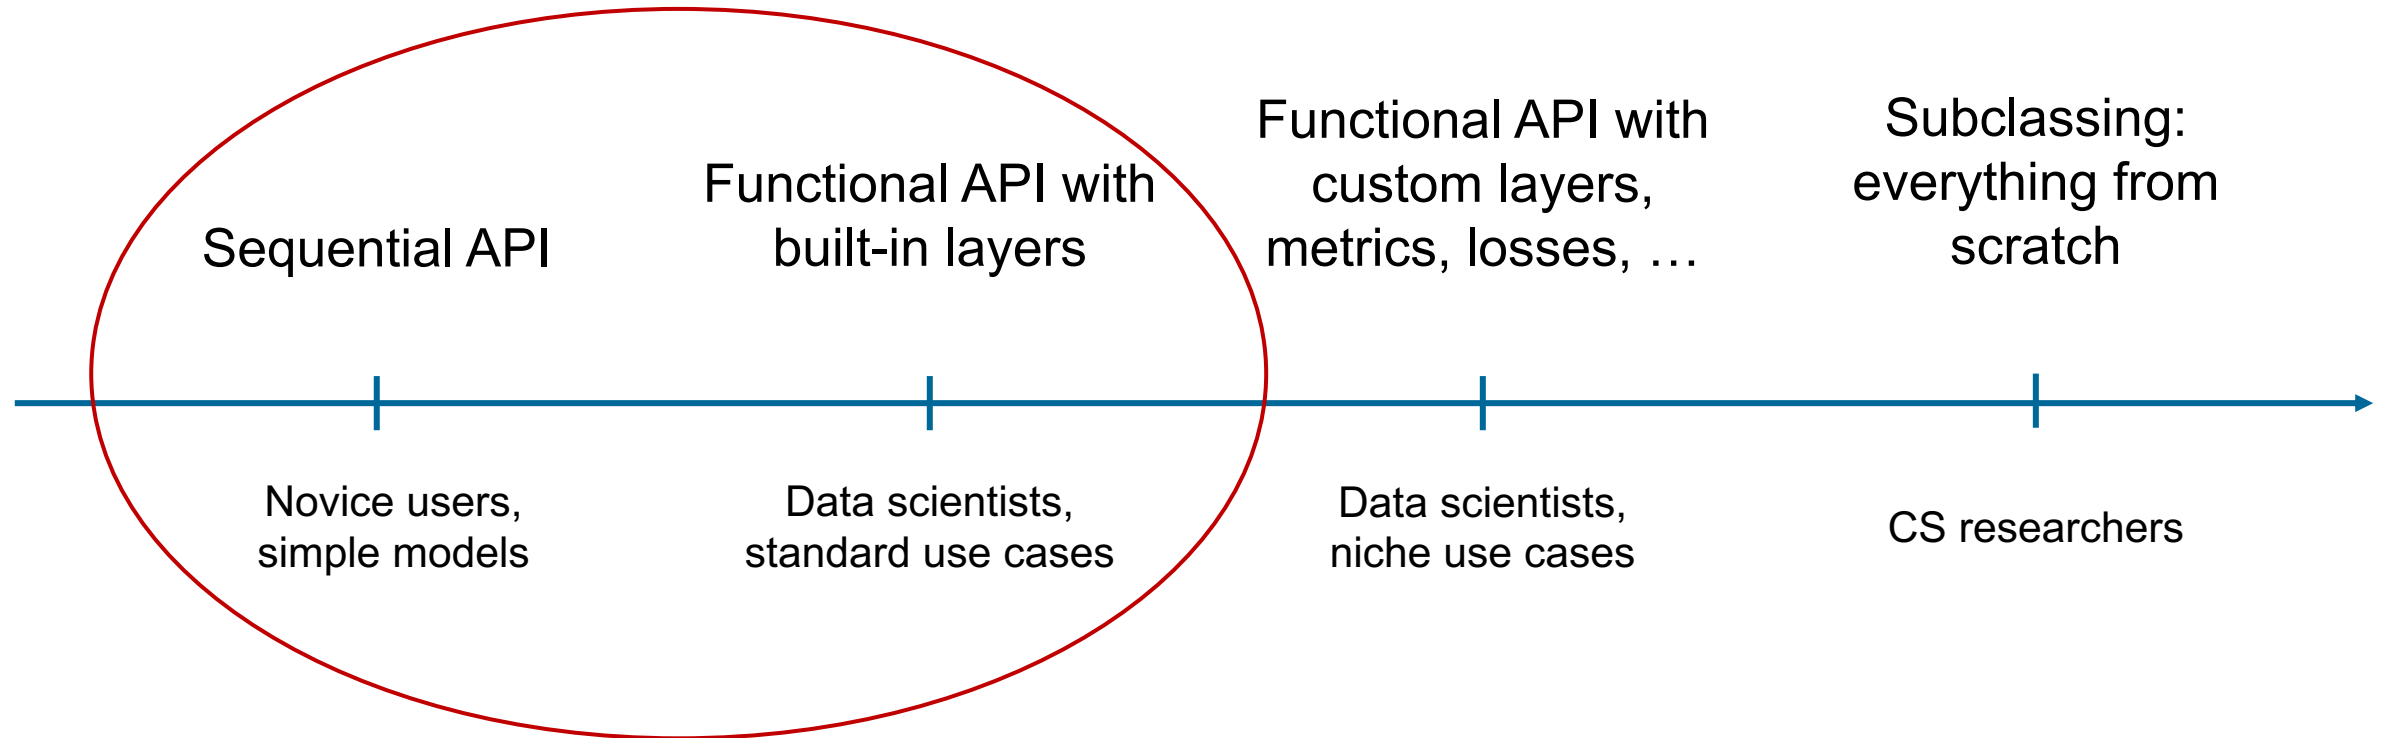 Sequential API
Functional API with
built-in layers
Functional API with
custom layers,
metrics, losses, …
Subclassing:
everything from
scratch
Novice users,
simple models
Data scientists,
standard use cases
Data scientists,
niche use cases
CS researchers